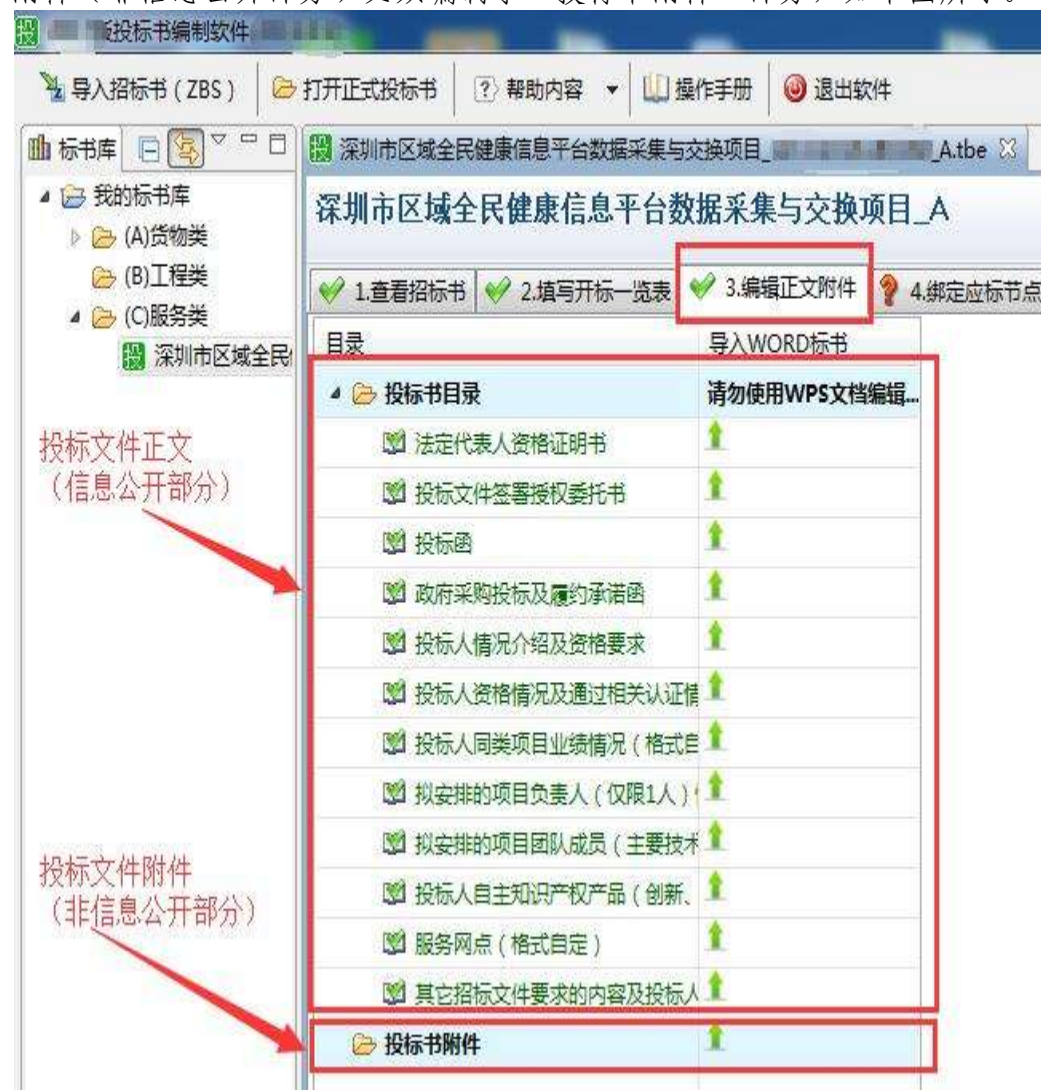 投标书编制软件
导入招标书 ( ZBS )
打开正式投标书
帮助内容
操作手册
退出软件
标书库
深圳市区域全民健康信息平台数据采集与交换项目_
_A.tbe
我的标书库
(A)货物类
(B)工程类
(C)服务类
深圳市区域全民
深圳市区域全民健康信息平台数据采集与交换项目_A
1.查看招标书
2.填写开标一览表
3.编辑正文附件
4.绑定应标节点
目录
导入WORD标书
投标书目录
请勿使用WPS文档编辑...
法定代表人资格证明书
投标文件签署授权委托书
投标函
政府采购投标及履约承诺函
投标人情况介绍及资格要求
投标人资格情况及通过相关认证情
投标人同类项目业绩情况 ( 格式自
拟安排的项目负责人 ( 仅限1人 )
拟安排的项目团队成员 ( 主要技术
投标人自主知识产权产品 ( 创新、
服务网点 ( 格式自定 )
其它招标文件要求的内容及投标人
投标书附件
投标文件正文
（信息公开部分）
投标文件附件
（非信息公开部分）